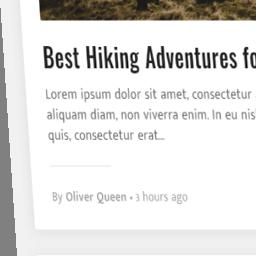 Best Hiking Adventures fo
Lorem ipsum dolor sit amet, consectetur
aliquam diam, non viverra enim. In eu nis
quis, consectetur erat...
By Oliver Queen • 3 hours ago